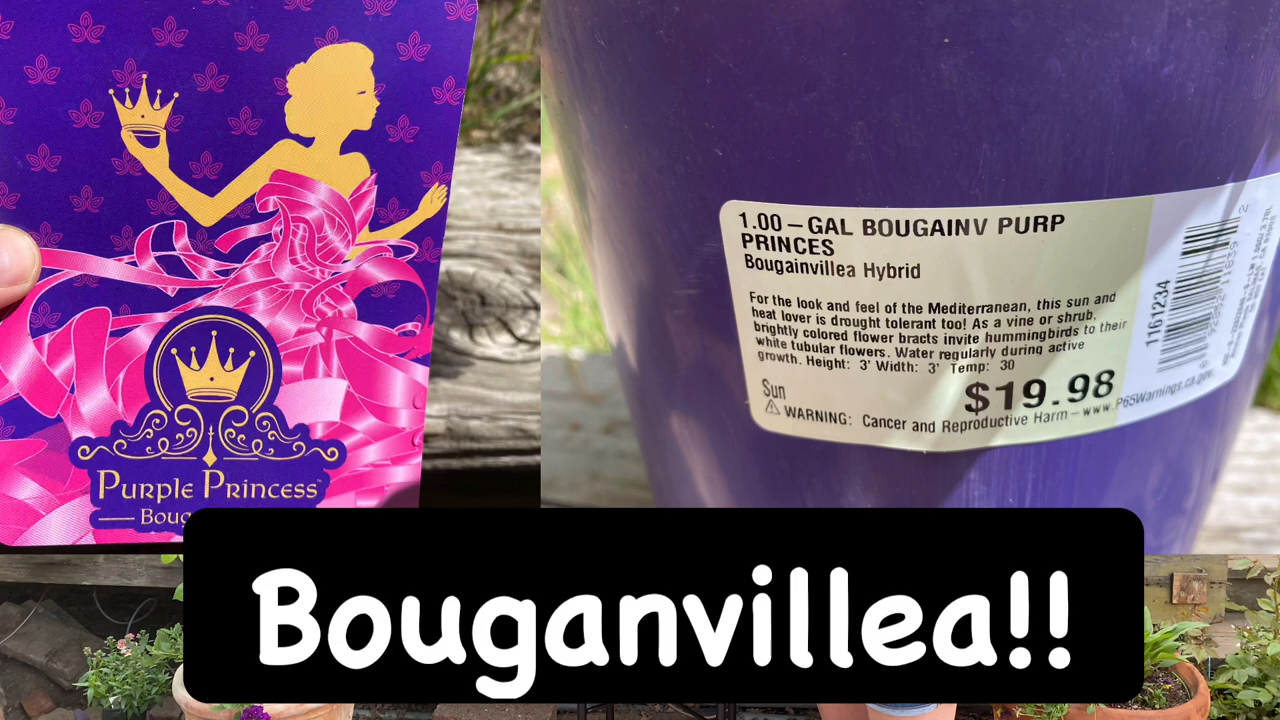 Purple Princess™
Boug
1.00-GAL BOUGAINV PURP
PRINCES
Bougainvillea Hybrid
For the look and feel of the Mediterranean, this sun and
heat lover is drought tolerant too! As a vine or shrub,
brightly colored flower bracts invite hummingbirds to their
white tubular flowers. Water regularly during active
growth. Height: 3' Width: 3' Temp: 30
Sun
$19.98
WARNING: Cancer and Reproductive Harm-www.P65Warnings.ca.gov.
161234
Bouganvillea!!